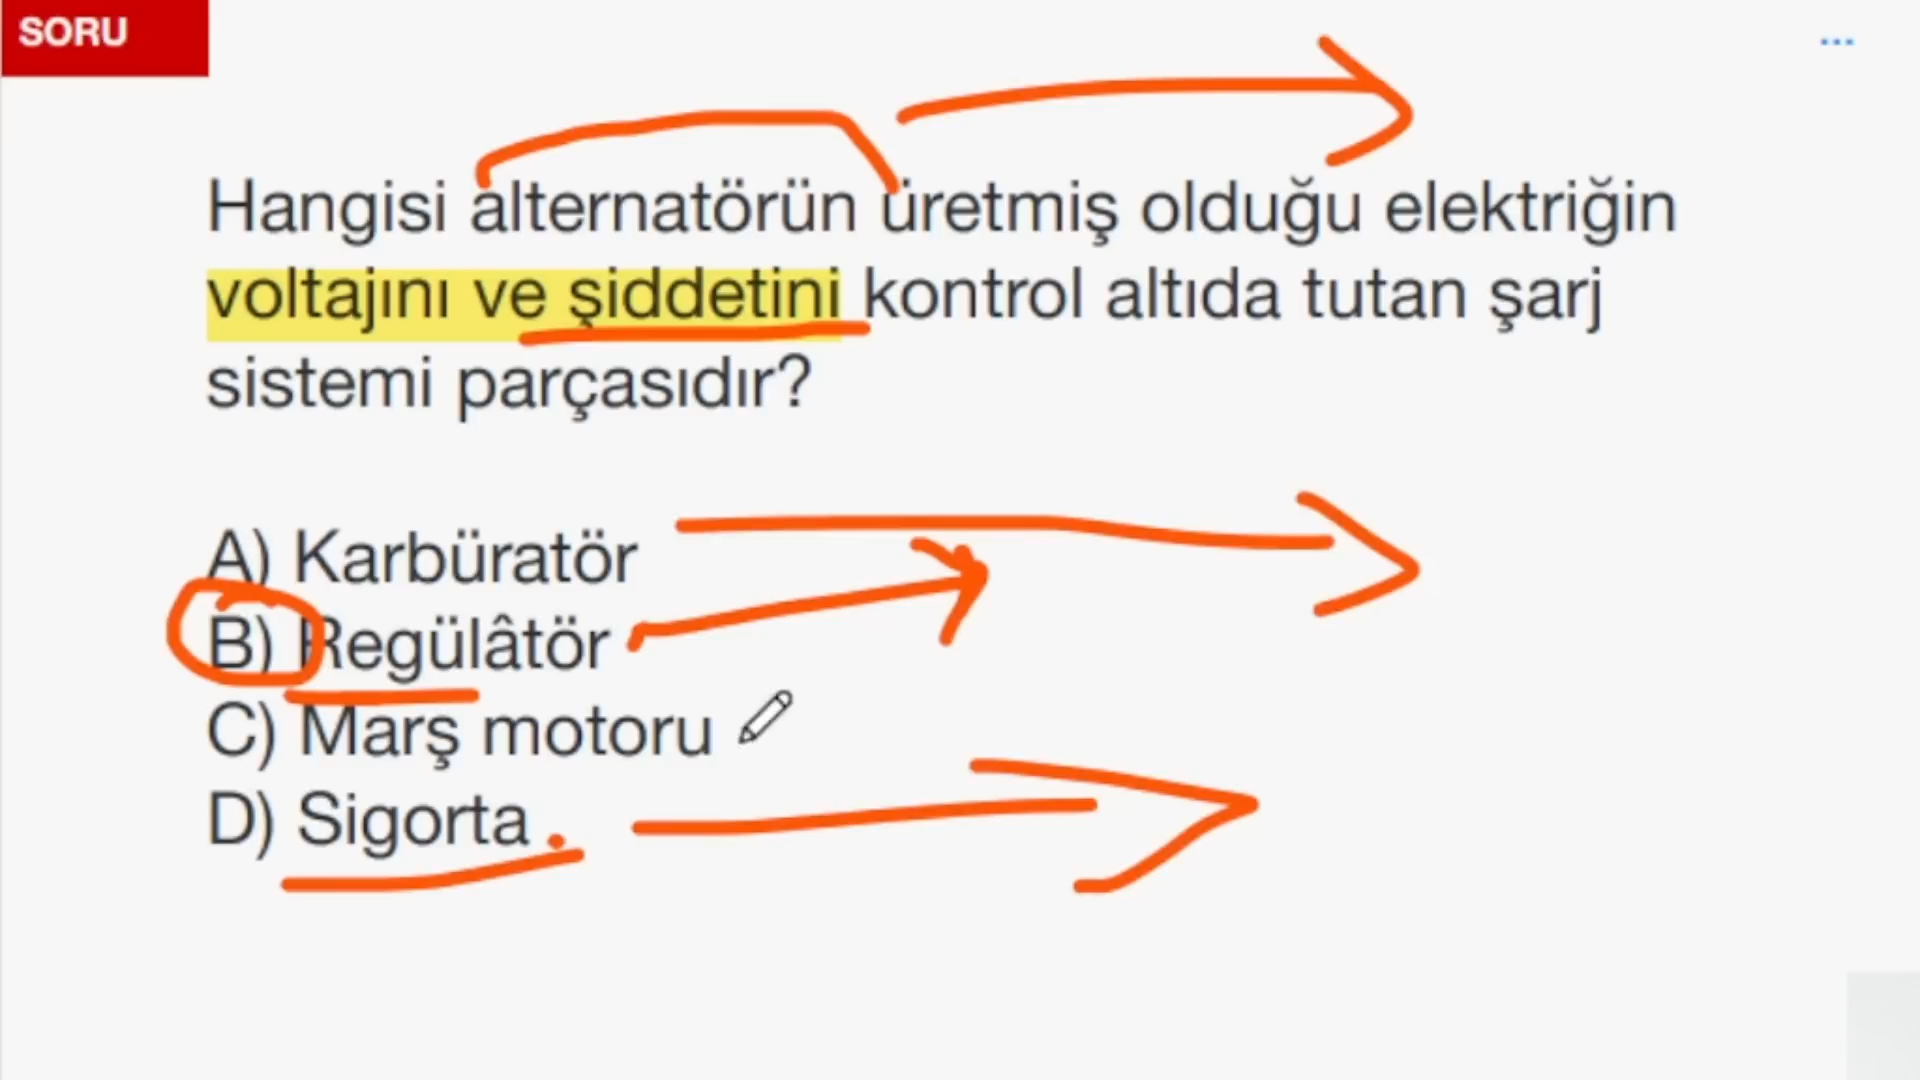 SORU
Hangisi alternatörün üretmiş olduğu elektriğin
voltajını ve şiddetini kontrol altıda tutan şarj
sistemi parçasıdır?
A) Karbüratör
B) Regülâtör
C) Marş motoru
D) Sigorta